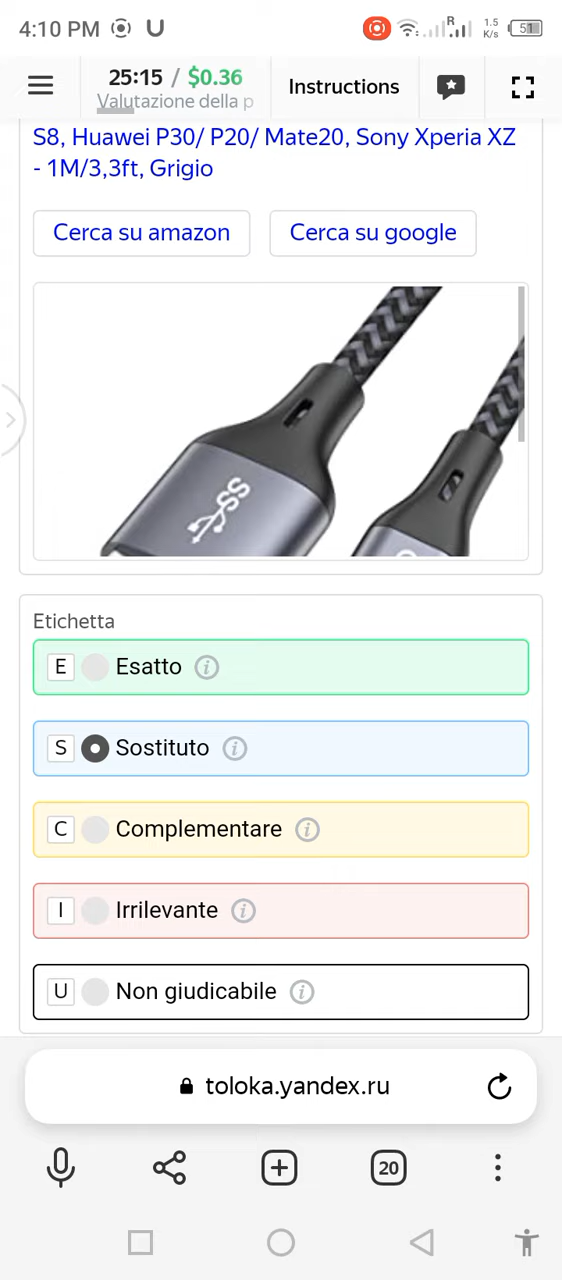 4:10 PM
R
1.5
K/s
51
25:15 / $0.36
Valutazione della p
Instructions
S8, Huawei P30/ P20/ Mate20, Sony Xperia XZ
- 1M/3,3ft, Grigio
Cerca su amazon
Cerca su google
SS
Etichetta
E Esatto i
S Sostituto i
C Complementare i
I Irrilevante i
U Non giudicabile i
toloka.yandex.ru
20